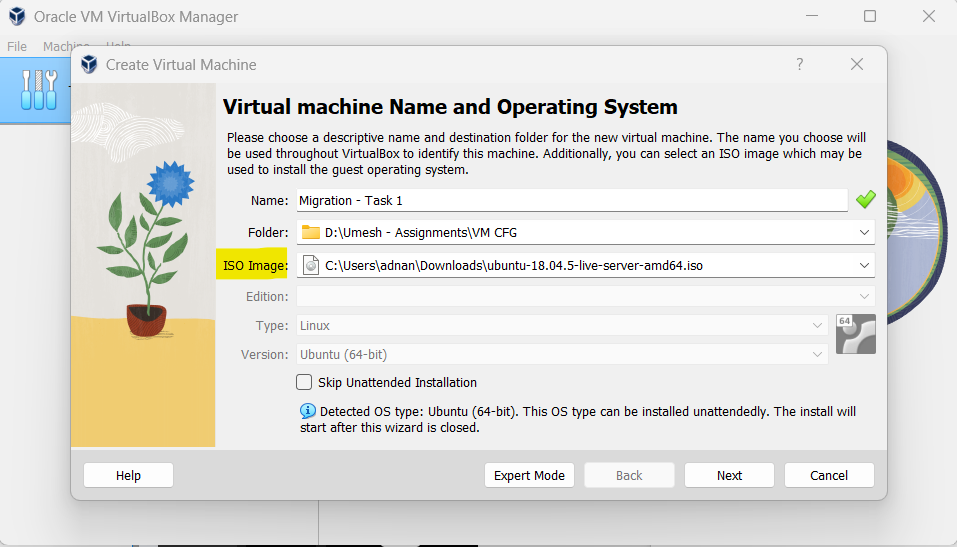 Oracle VM VirtualBox Manager
File Machine Help
Create Virtual Machine
?
Virtual machine Name and Operating System
Please choose a descriptive name and destination folder for the new virtual machine. The name you choose will
be used throughout VirtualBox to identify this machine. Additionally, you can select an ISO image which may be
used to install the guest operating system.
Name: Migration - Task 1
Folder: D:\Umesh - Assignments\VM CFG
ISO Image: C:\Users\adnan\Downloads\ubuntu-18.04.5-live-server-amd64.iso
Edition:
Type: Linux
64
Version: Ubuntu (64-bit)
Skip Unattended Installation
Detected OS type: Ubuntu (64-bit). This OS type can be installed unattendedly. The install will
start after this wizard is closed.
Help Expert Mode Back Next Cancel